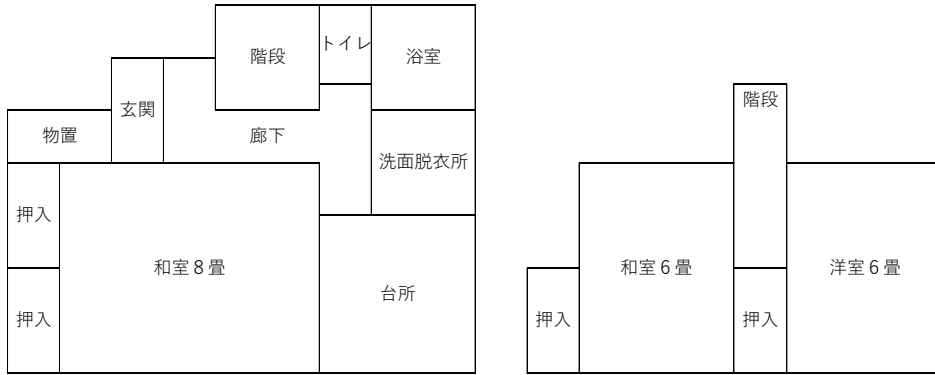 階段
トイレ
浴室
玄関
物置
廊下
洗面脱衣所
押入
和室８畳
台所
押入
階段
和室６畳
洋室６畳
押入
押入